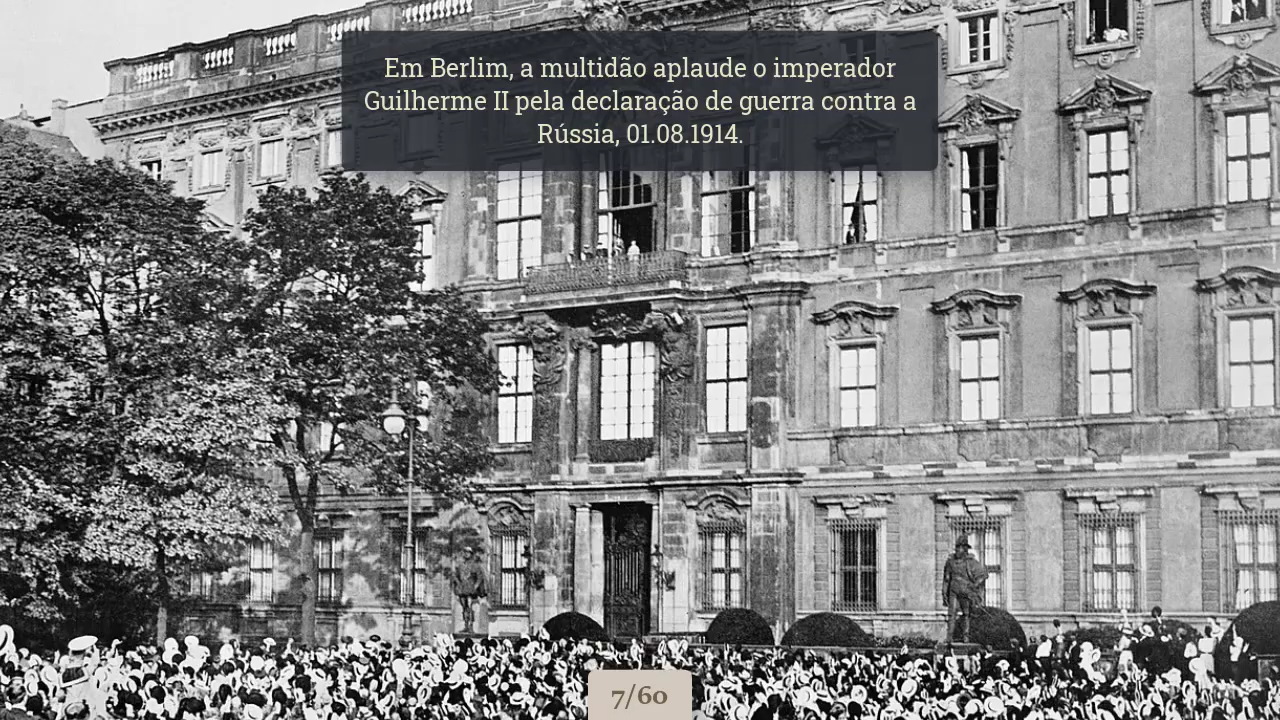 Em Berlim, a multidão aplaude o imperador
Guilherme II pela declaração de guerra contra a
Rússia, 01.08.1914.
7/60